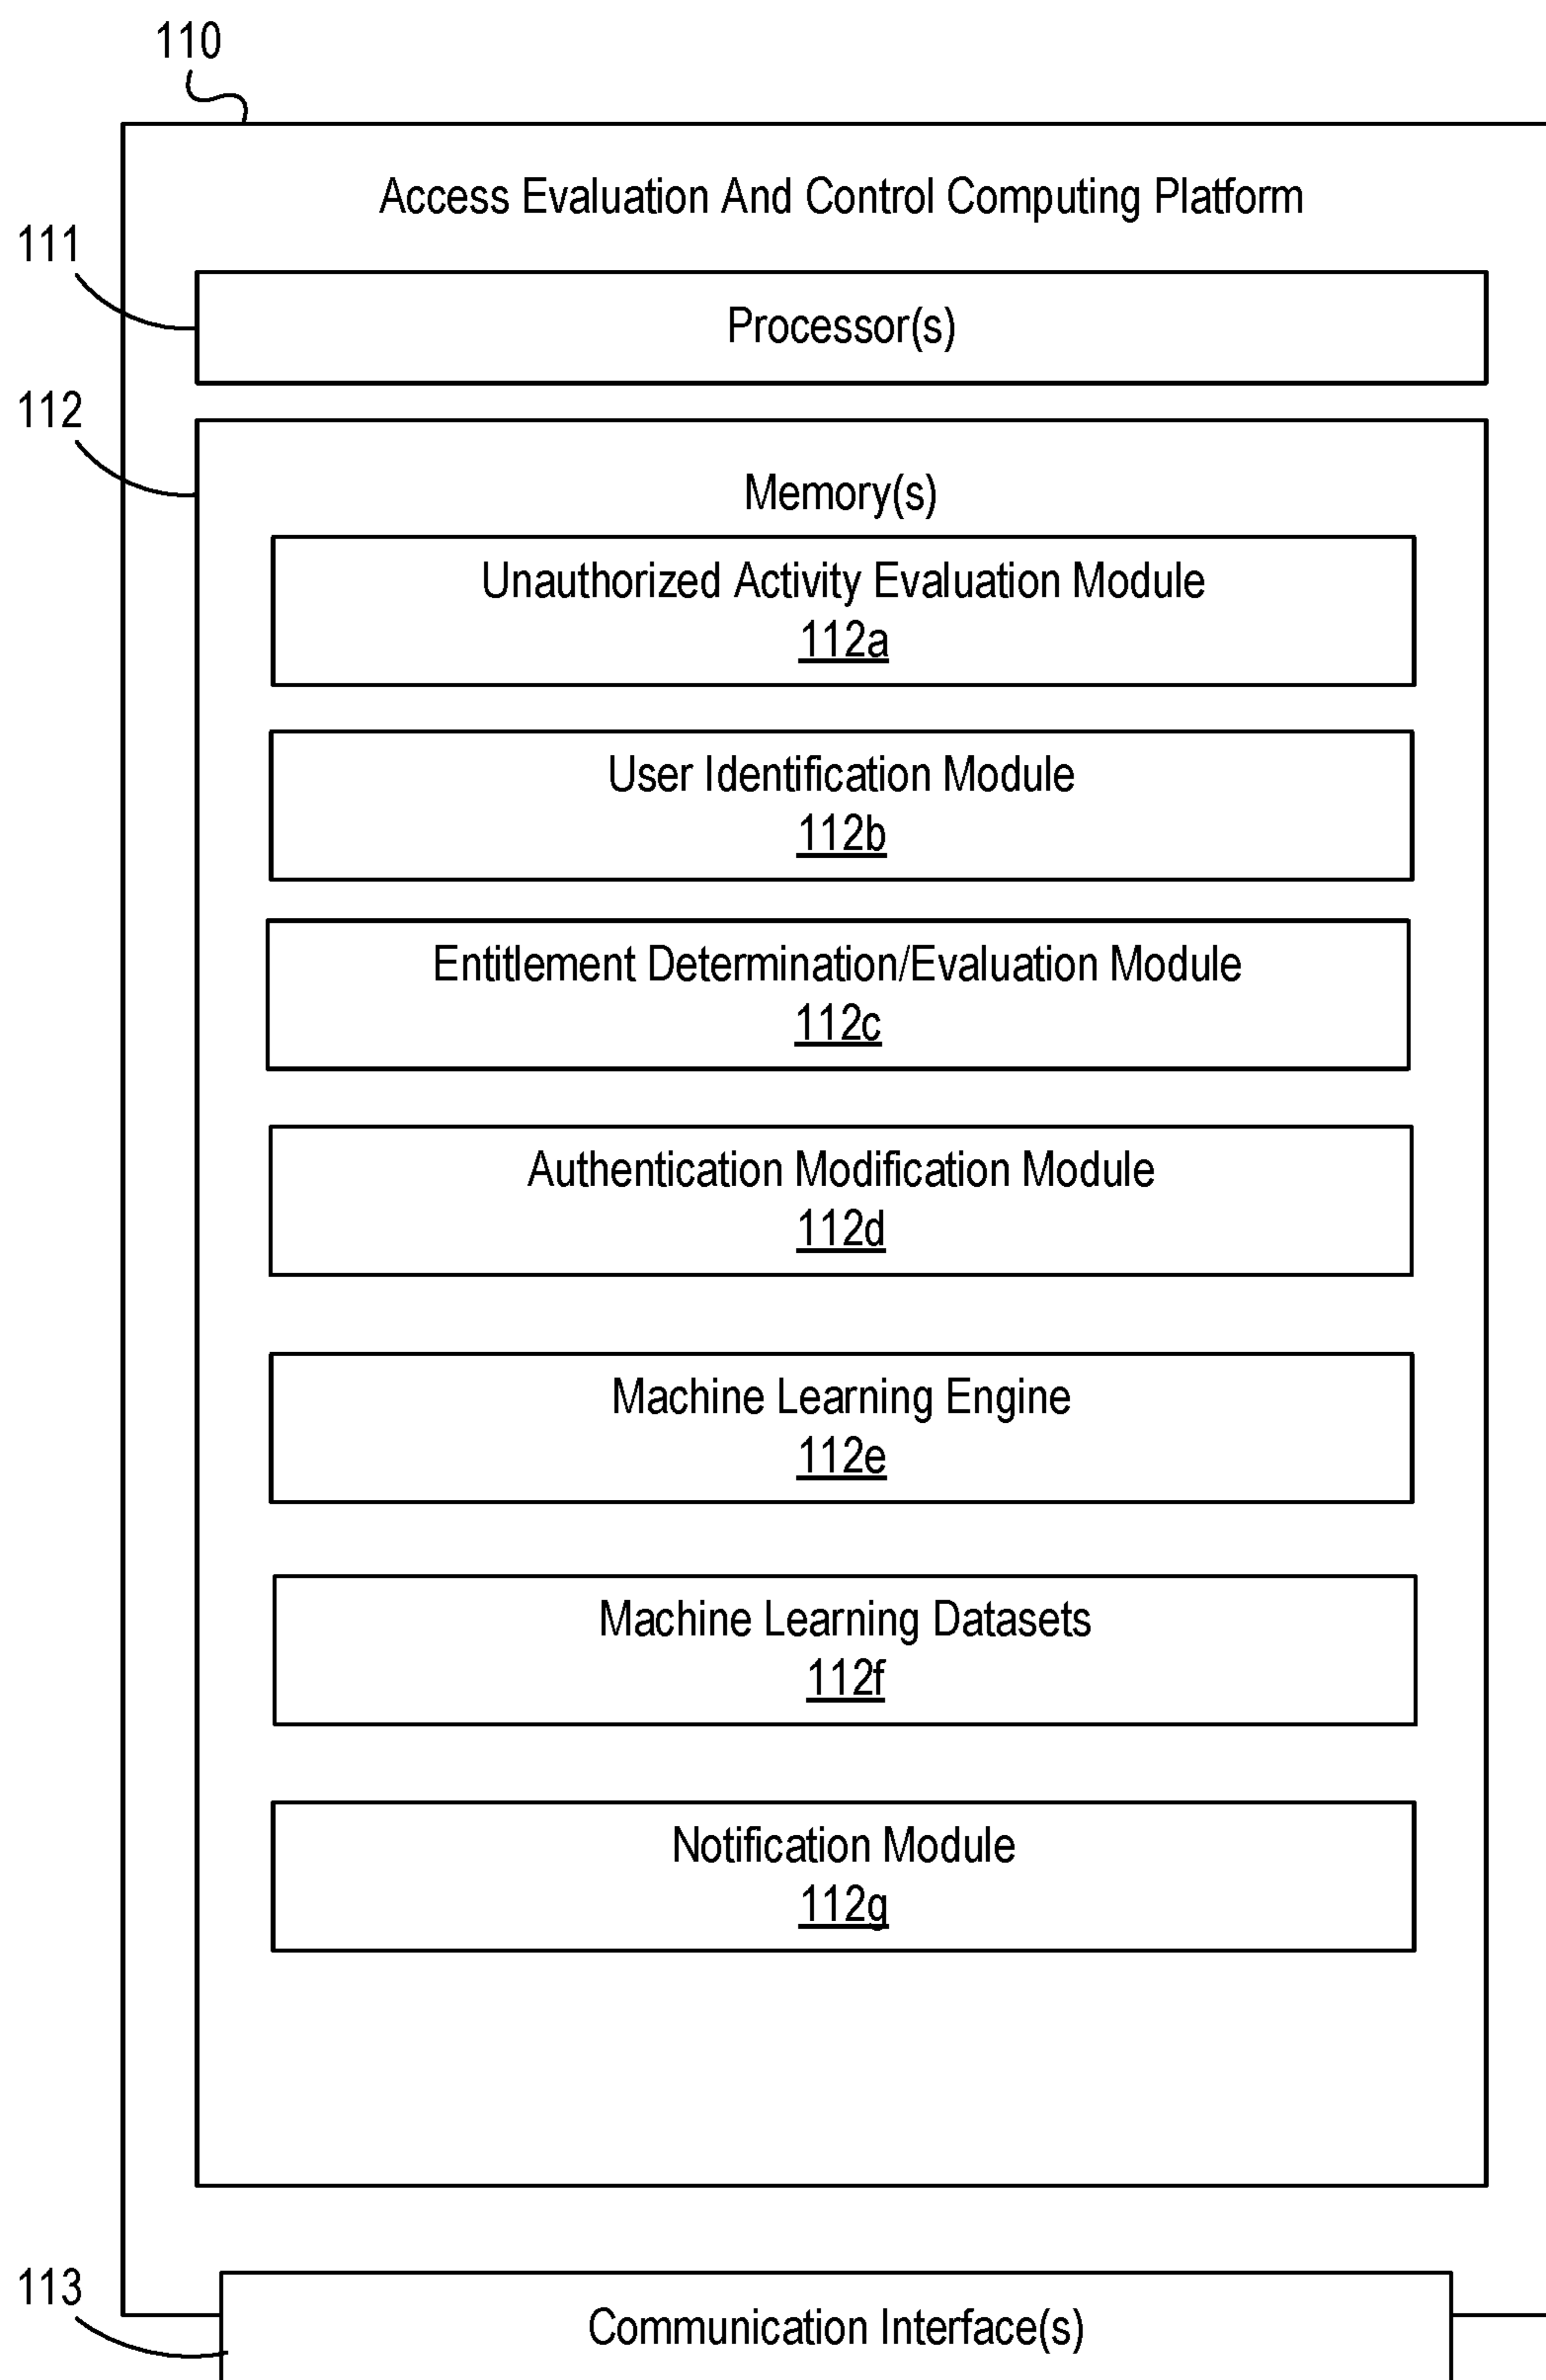 110
Access Evaluation And Control Computing Platform
111
Processor(s)
112
Memory(s)
Unauthorized Activity Evaluation Module
112a
User Identification Module
112b
Entitlement Determination/Evaluation Module
112c
Authentication Modification Module
112d
Machine Learning Engine
112e
Machine Learning Datasets
112f
Notification Module
112g
113
Communication Interface(s)